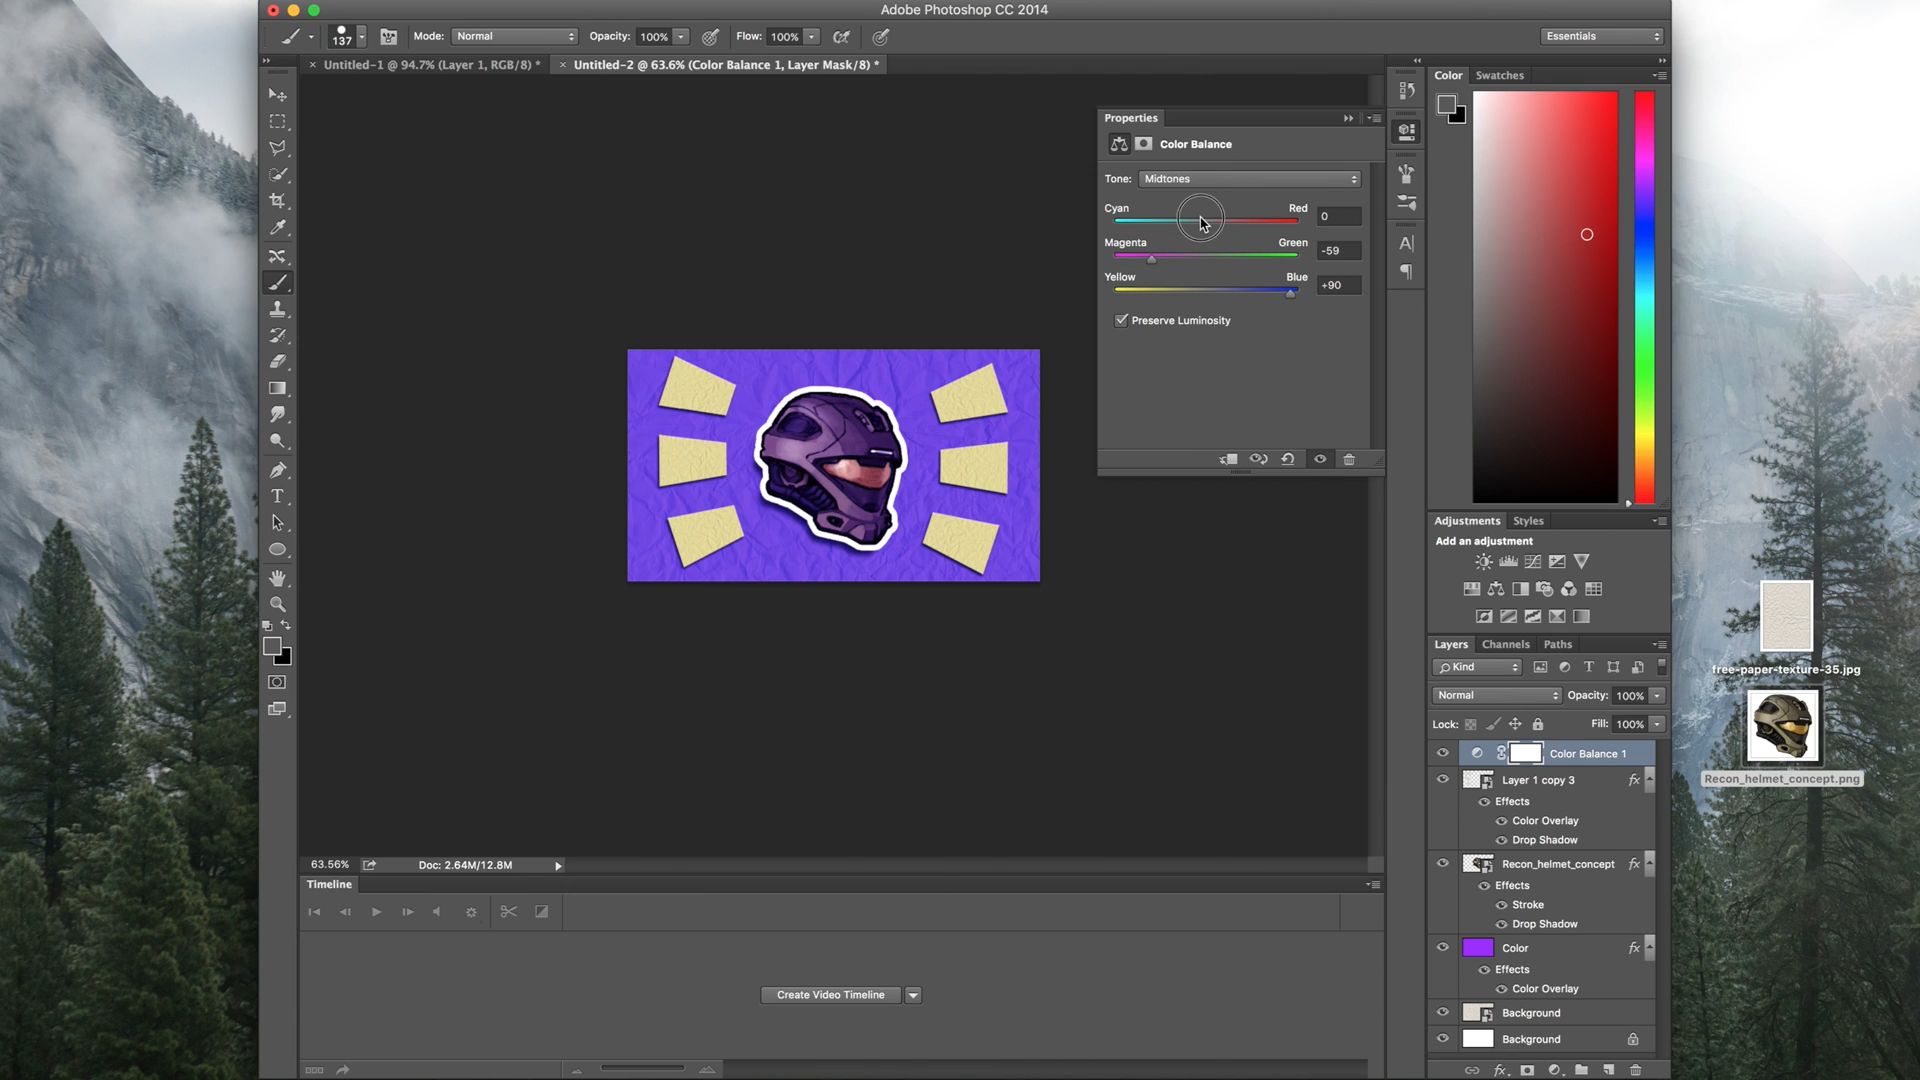 Adobe Photoshop CC 2014
137
Mode: Normal
Opacity: 100%
Flow: 100%
Essentials
Untitled-1 @ 94.7% (Layer 1, RGB/8) *
Untitled-2 @ 63.6% (Color Balance 1, Layer Mask/8) *
Properties
Color Balance
Tone: Midtones
Cyan Red 0
Magenta Green -59
Yellow Blue +90
Preserve Luminosity
Color Swatches
Adjustments Styles
Add an adjustment
Layers Channels Paths
Kind
Normal Opacity: 100%
Lock: Fill: 100%
Color Balance 1
Layer 1 copy 3 fx
Effects
Color Overlay
Drop Shadow
Recon_helmet_concept fx
Effects
Stroke
Drop Shadow
Color fx
Effects
Color Overlay
Background
Background
fx
63.56% Doc: 2.64M/12.8M
Timeline
Create Video Timeline
free-paper-texture-35.jpg
Recon_helmet_concept.png